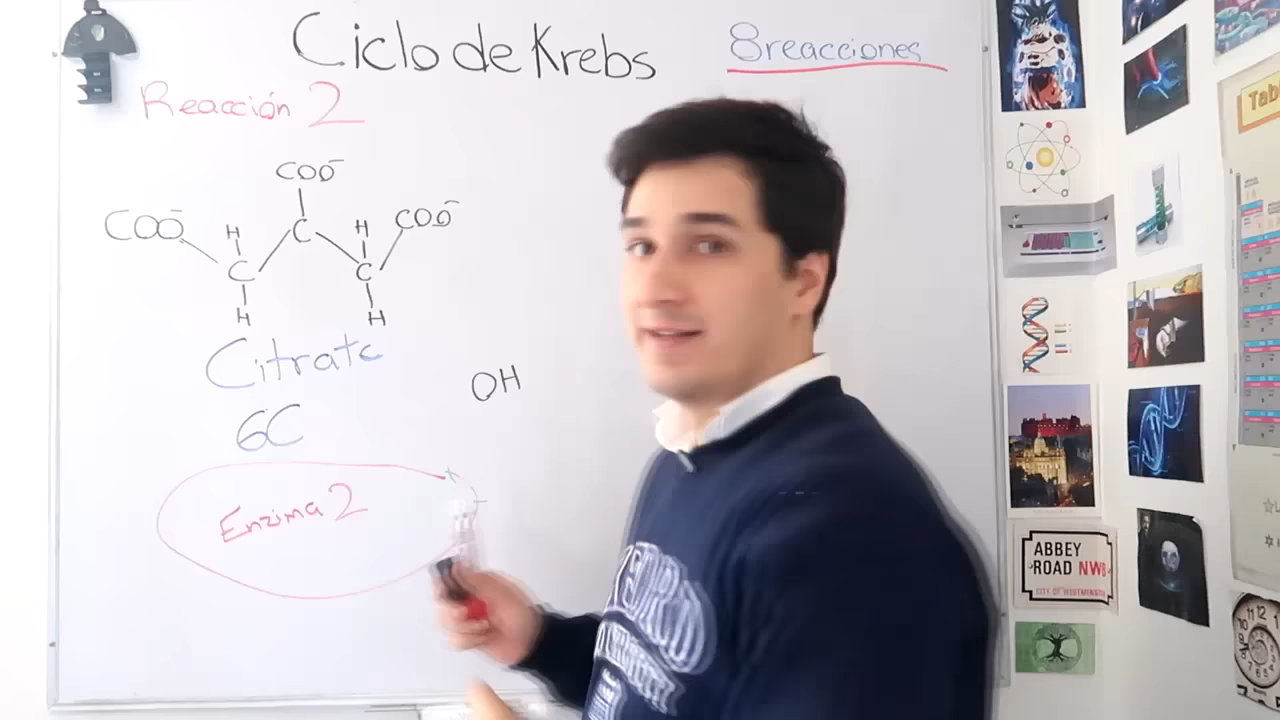 Ciclo de Krebs
8 reacciones
Reacción 2
COO⁻
COO⁻
H
H
COO⁻
C
C
C
H
H
Citrato
6C
OH
Enzima 2
ABBEY
ROAD NW8
CITY OF WESTMINSTER
Tab